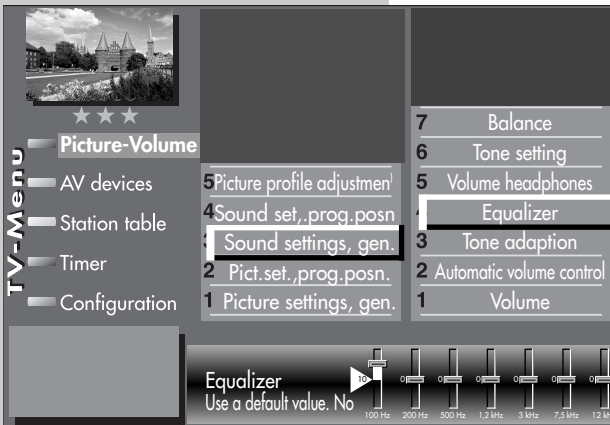 TV-Menu
Picture-Volume
AV devices
Station table
Timer
Configuration
5 Picture profile adjustment
4 Sound set,.prog.posn
3 Sound settings, gen.
2 Pict.set.,prog.posn.
1 Picture settings, gen.
7 Balance
6 Tone setting
5 Volume headphones
4 Equalizer
3 Tone adaption
2 Automatic volume control
1 Volume
Equalizer
Use a default value. No
10 0 0 0 0 0 0
100 Hz 200 Hz 500 Hz 1,2 kHz 3 kHz 7,5 kHz 12 kH